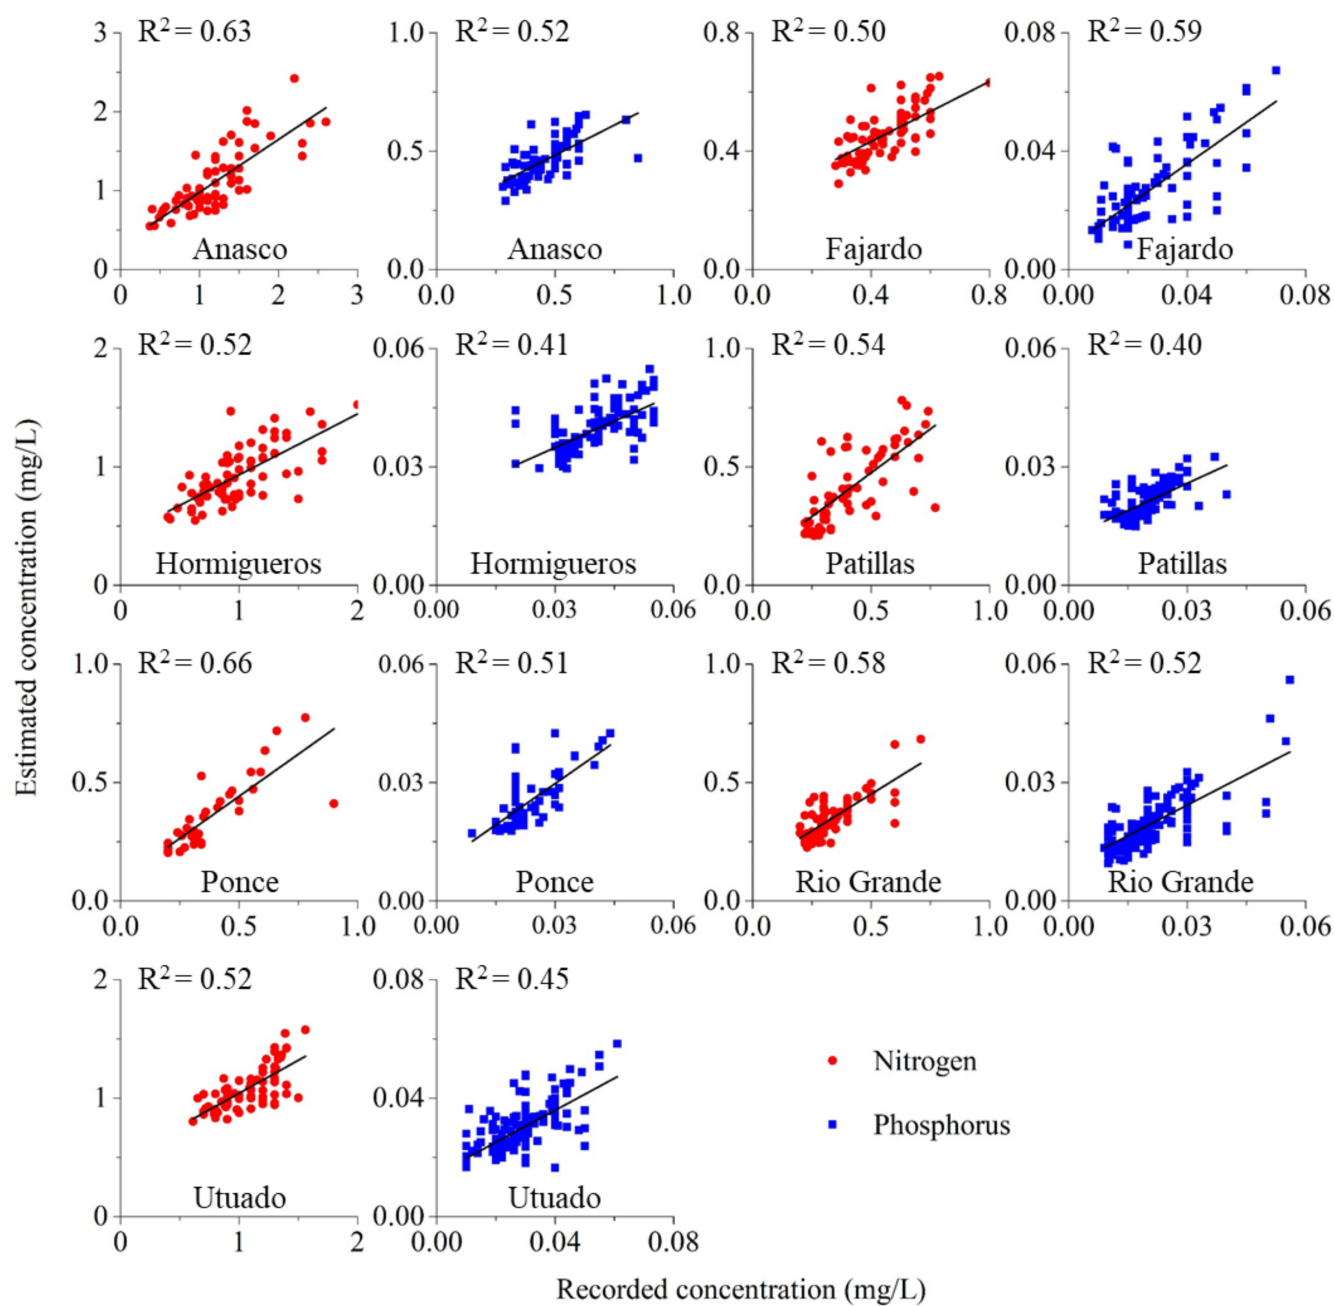 R² = 0.63
3
2
1
0
Anasco
0 1 2 3
R² = 0.52
1.0
0.5
0.0
Anasco
0.0 0.5 1.0
R² = 0.50
0.8
0.4
0.0
Fajardo
0.0 0.4 0.8
R² = 0.59
0.08
0.04
0.00
Fajardo
0.00 0.04 0.08
R² = 0.52
2
1
0
Hormigueros
0 1 2
R² = 0.41
0.06
0.03
0.00
Hormigueros
0.00 0.03 0.06
R² = 0.54
1.0
0.5
0.0
Patillas
0.0 0.5 1.0
R² = 0.40
0.06
0.03
0.00
Patillas
0.00 0.03 0.06
R² = 0.66
1.0
0.5
0.0
Ponce
0.0 0.5 1.0
R² = 0.51
0.06
0.03
0.00
Ponce
0.00 0.03 0.06
R² = 0.58
1.0
0.5
0.0
Rio Grande
0.0 0.5 1.0
R² = 0.52
0.06
0.03
0.00
Rio Grande
0.00 0.03 0.06
R² = 0.52
2
1
0
Utuado
0 1 2
R² = 0.45
0.08
0.04
0.00
Utuado
0.00 0.04 0.08
Nitrogen
Phosphorus
Estimated concentration (mg/L)
Recorded concentration (mg/L)